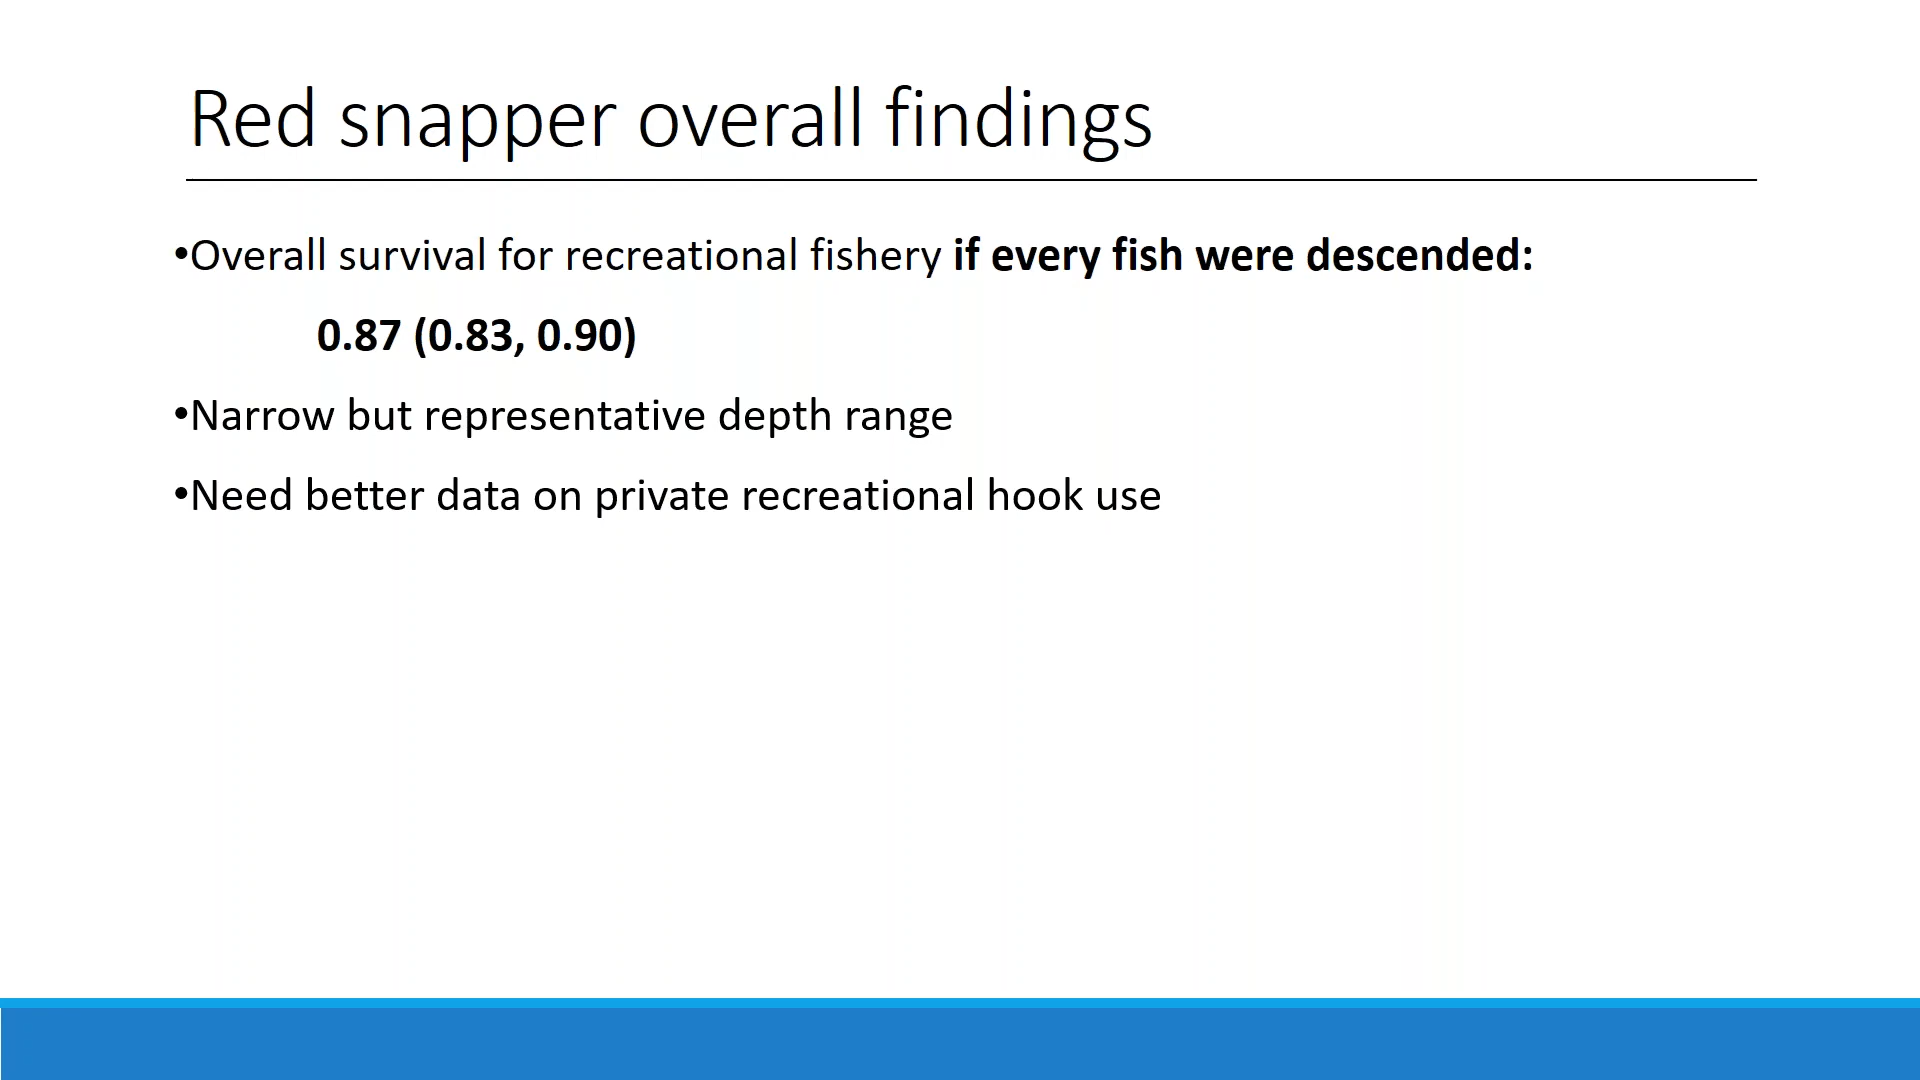 Red snapper overall findings
•Overall survival for recreational fishery if every fish were descended:
0.87 (0.83, 0.90)
•Narrow but representative depth range
•Need better data on private recreational hook use